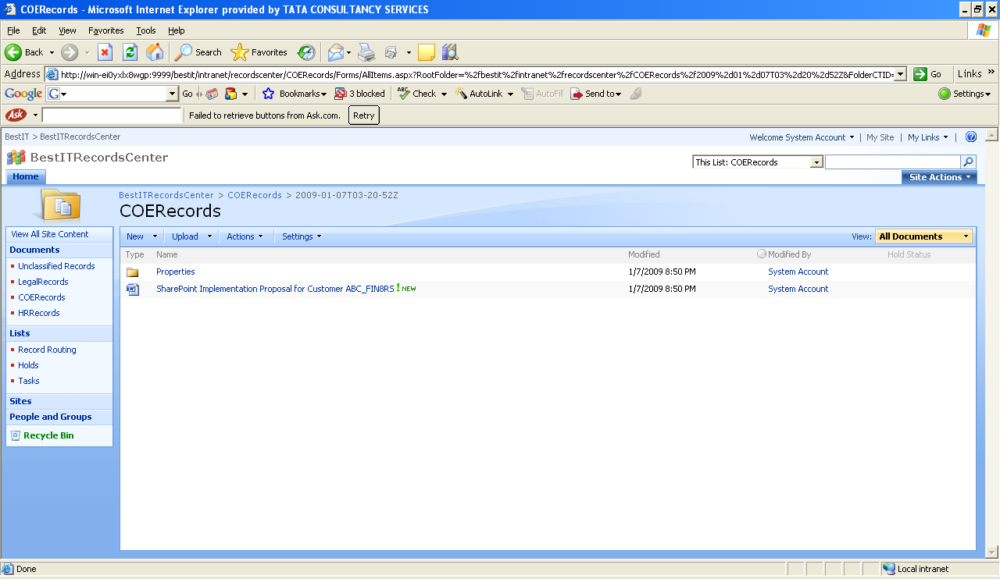 COERecords - Microsoft Internet Explorer provided by TATA CONSULTANCY SERVICES
File Edit View Favorites Tools Help
Back Search Favorites
Address http://win-ei0yxlx8wgp:9999/bestit/intranet/recordscenter/COERecords/Forms/AllItems.aspx?RootFolder=%2fbestit%2fintranet%2frecordscenter%2fCOERecords%2f2009%2d01%2d07T03%2d20%2d52Z&FolderCTID= Go Links »
Google G Go Bookmarks 3 blocked ABC Check AutoLink AutoFill Send to Settings
Ask Failed to retrieve buttons from Ask.com. Retry
BestIT > BestITRecordsCenter Welcome System Account | My Site | My Links | ?
BestITRecordsCenter This List: COERecords
Home Site Actions
BestITRecordsCenter > COERecords > 2009-01-07T03-20-52Z
COERecords
View All Site Content
Documents
Unclassified Records
LegalRecords
COERecords
HRRecords
Lists
Record Routing
Holds
Tasks
Sites
People and Groups
Recycle Bin
New Upload Actions Settings View: All Documents
Type Name Modified Modified By Hold Status
Properties 1/7/2009 8:50 PM System Account
W SharePoint Implementation Proposal for Customer ABC_FIN8RS ! NEW 1/7/2009 8:50 PM System Account
Done Local intranet